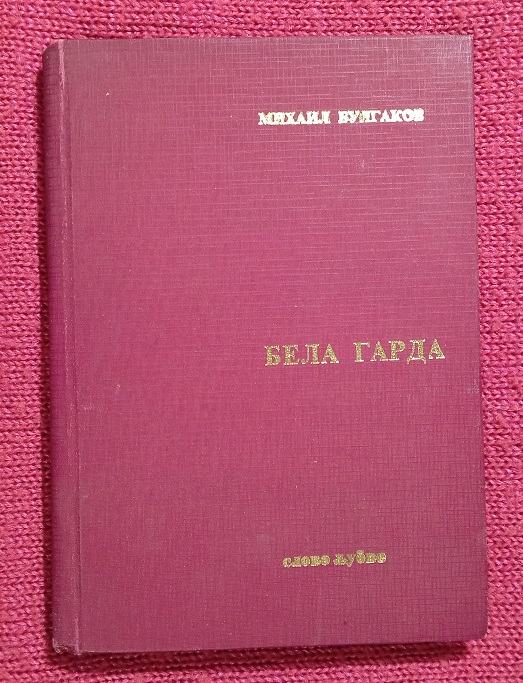 МИХАИЛ БУЛГАКОВ
БЕЛА ГАРДА
слово љубве